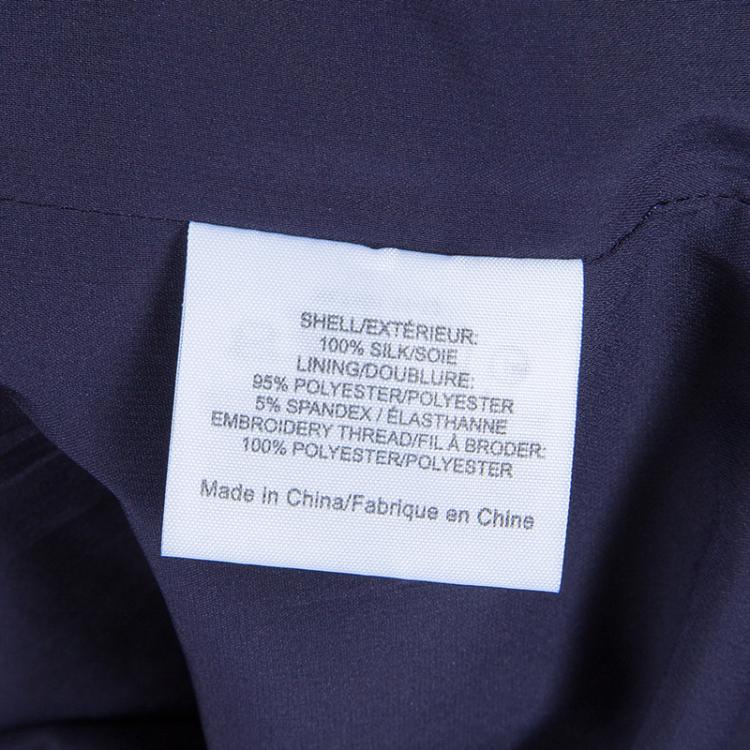 SHELL/EXTÉRIEUR:
100% SILK/SOIE
LINING/DOUBLURE:
95% POLYESTER/POLYESTER
5% SPANDEX / ÉLASTHANNE
EMBROIDERY THREAD/FIL À BRODER:
100% POLYESTER/POLYESTER
Made in China/Fabrique en Chine